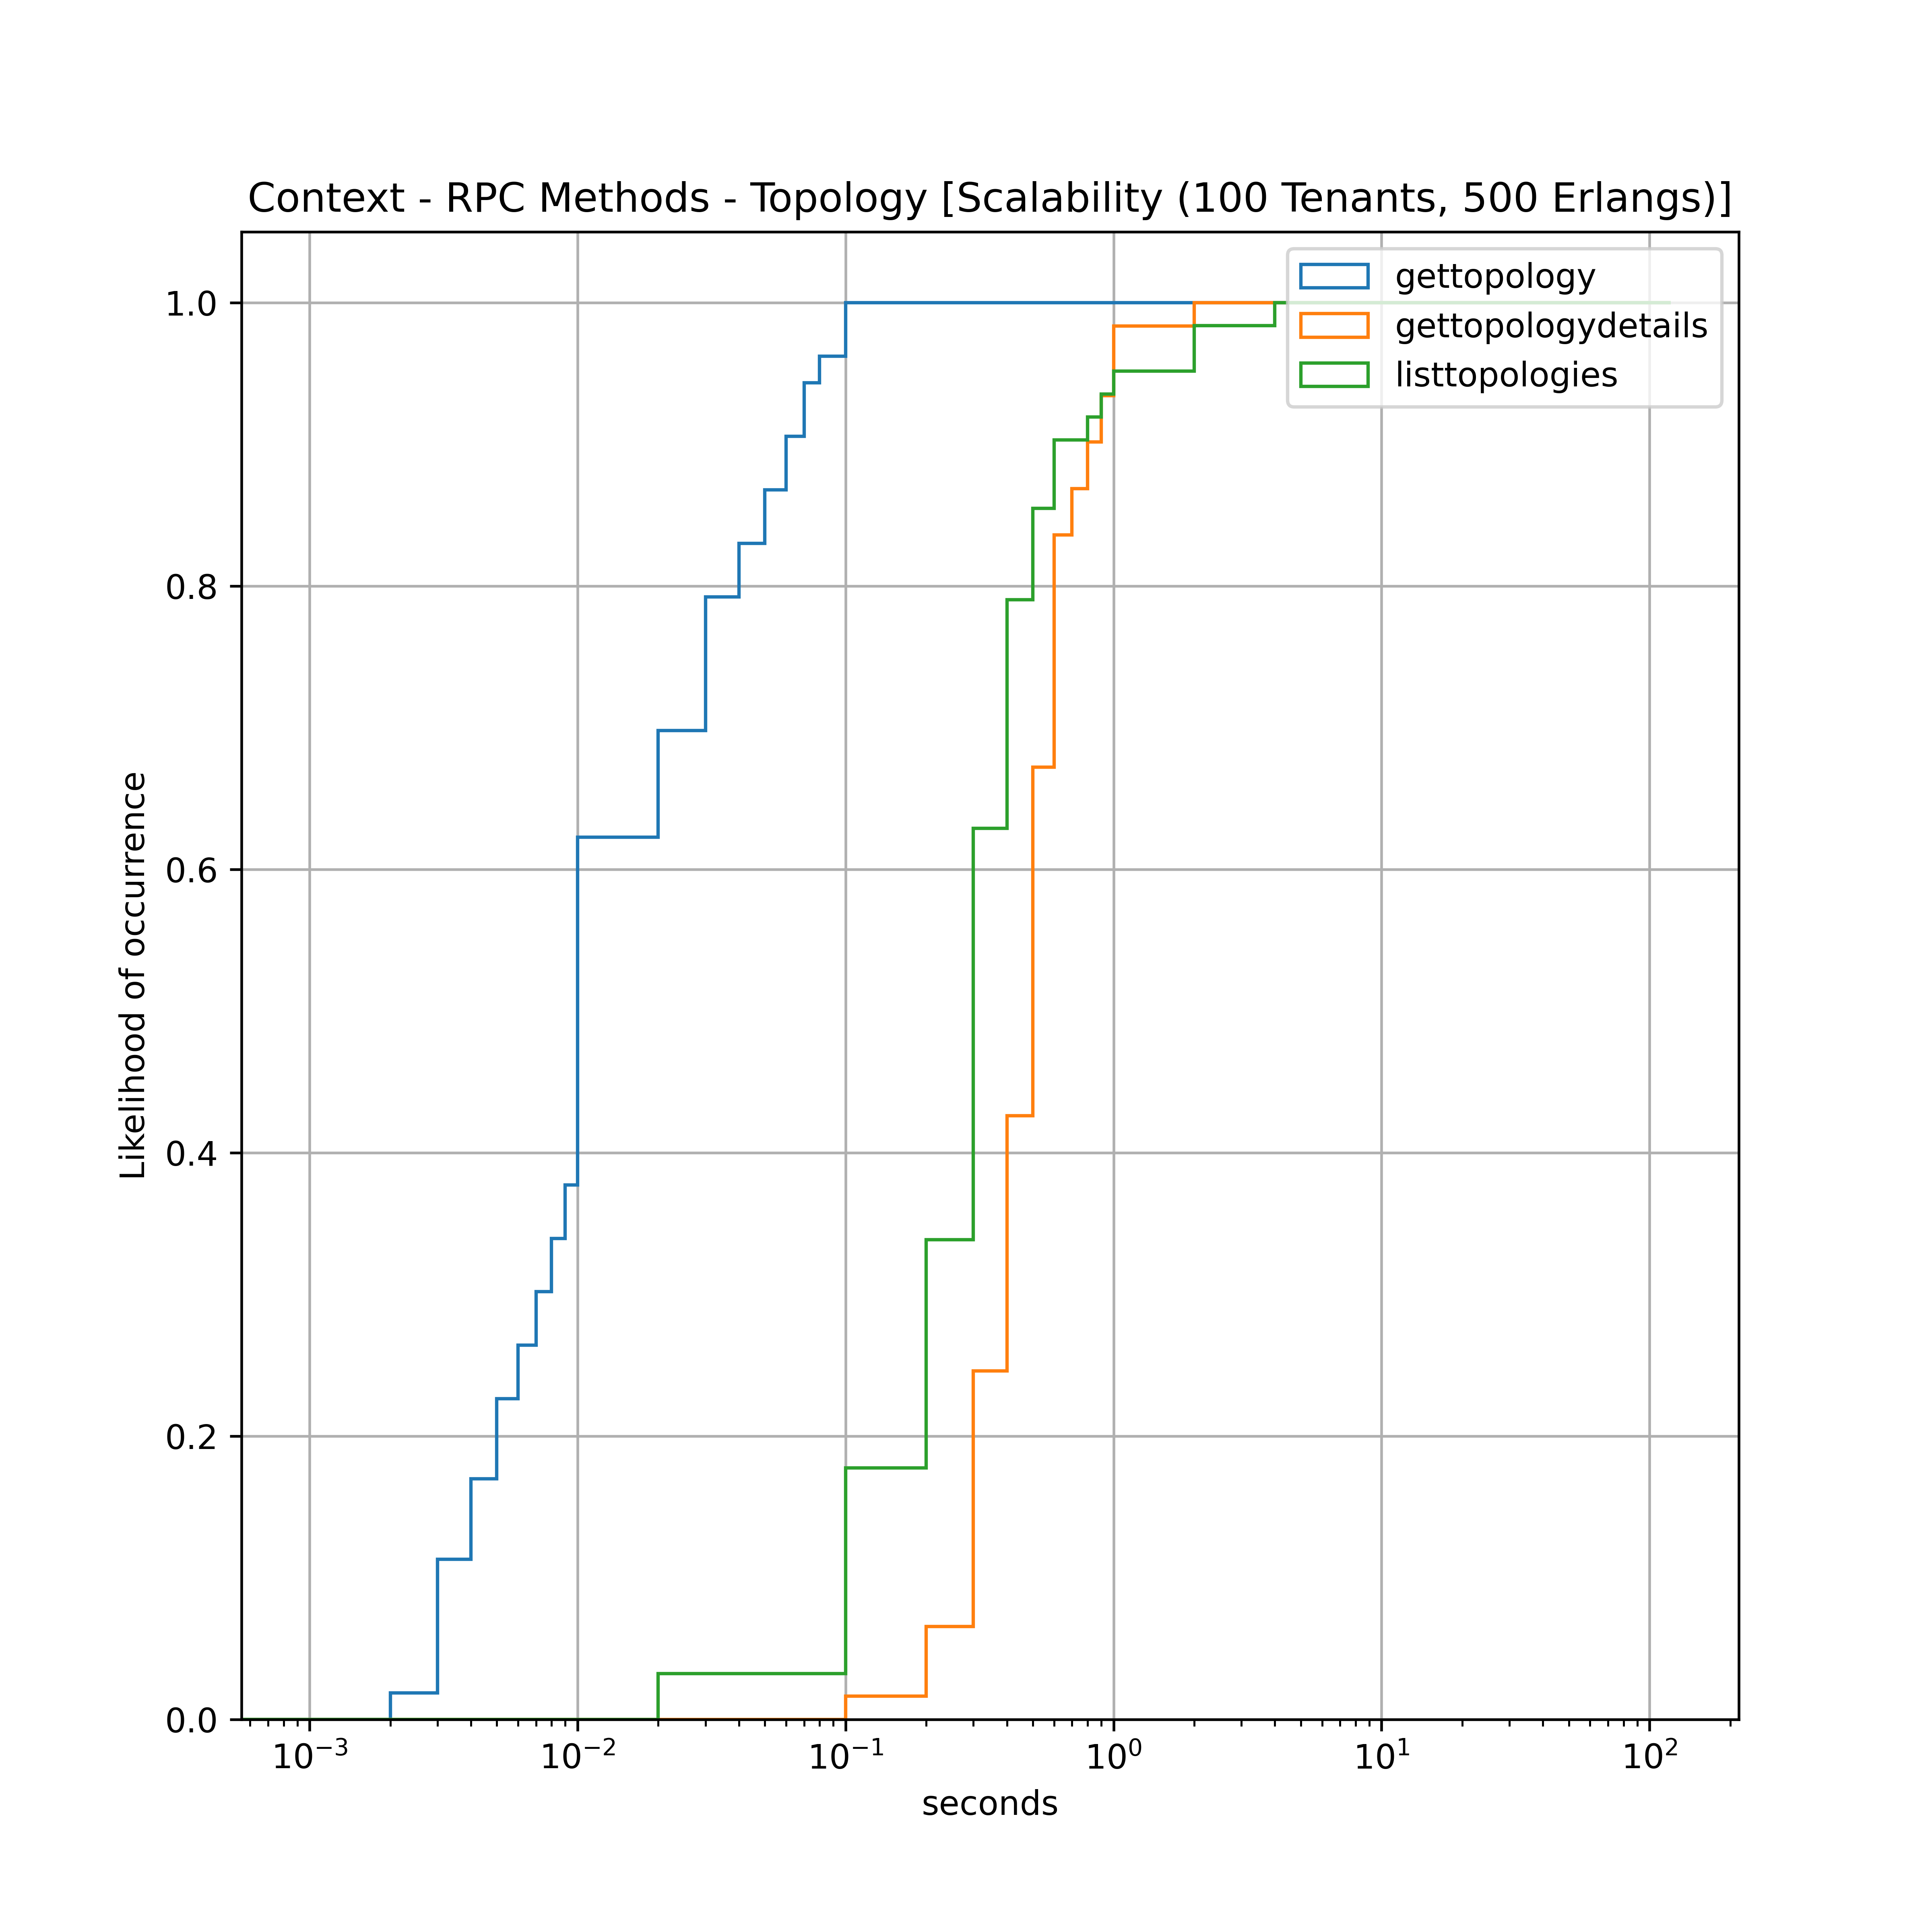 Context - RPC Methods - Topology [Scalability (100 Tenants, 500 Erlangs)]
gettopology
gettopologydetails
listtopologies
Likelihood of occurrence
1.0
0.8
0.6
0.4
0.2
0.0
10⁻³ 10⁻² 10⁻¹ 10⁰ 10¹ 10²
seconds